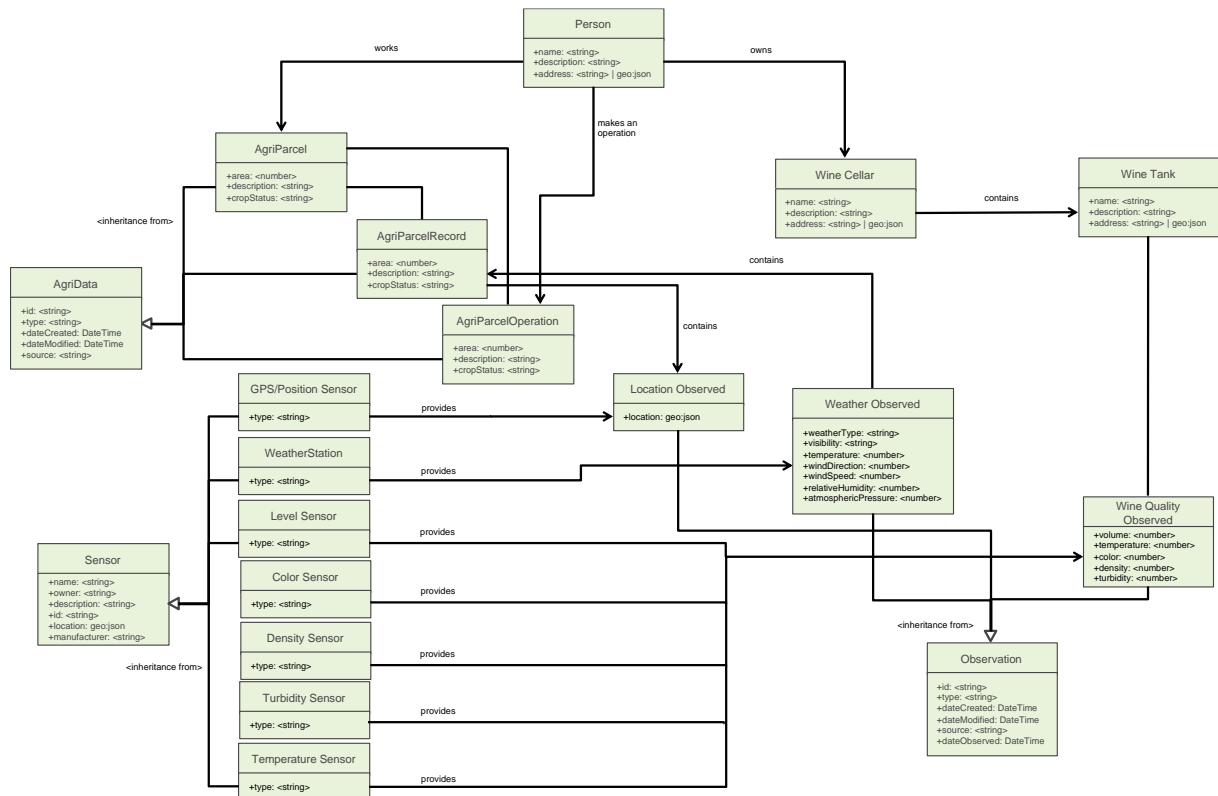 Person
+name: <string>
+description: <string>
+address: <string> | geo:json
works
owns
makes an
operation
AgriParcel
+area: <number>
+description: <string>
+cropStatus: <string>
Wine Cellar
+name: <string>
+description: <string>
+address: <string> | geo:json
contains
Wine Tank
+name: <string>
+description: <string>
+address: <string> | geo:json
<inheritance from>
AgriParcelRecord
+area: <number>
+description: <string>
+cropStatus: <string>
contains
AgriData
+id: <string>
+type: <string>
+dateCreated: DateTime
+dateModified: DateTime
+source: <string>
AgriParcelOperation
+area: <number>
+description: <string>
+cropStatus: <string>
contains
GPS/Position Sensor
+type: <string>
provides
Location Observed
+location: geo:json
Weather Observed
+weatherType: <string>
+visibility: <string>
+temperature: <number>
+windDirection: <number>
+windSpeed: <number>
+relativeHumidity: <number>
+atmosphericPressure: <number>
WeatherStation
+type: <string>
provides
Level Sensor
+type: <string>
provides
Wine Quality
Observed
+volume: <number>
+temperature: <number>
+color: <number>
+density: <number>
+turbidity: <number>
Sensor
+name: <string>
+owner: <string>
+description: <string>
+id: <string>
+location: geo:json
+manufacturer: <string>
Color Sensor
+type: <string>
provides
<inheritance from>
Density Sensor
+type: <string>
provides
<inheritance from>
Observation
+id: <string>
+type: <string>
+dateCreated: DateTime
+dateModified: DateTime
+source: <string>
+dateObserved: DateTime
Turbidity Sensor
+type: <string>
provides
Temperature Sensor
+type: <string>
provides